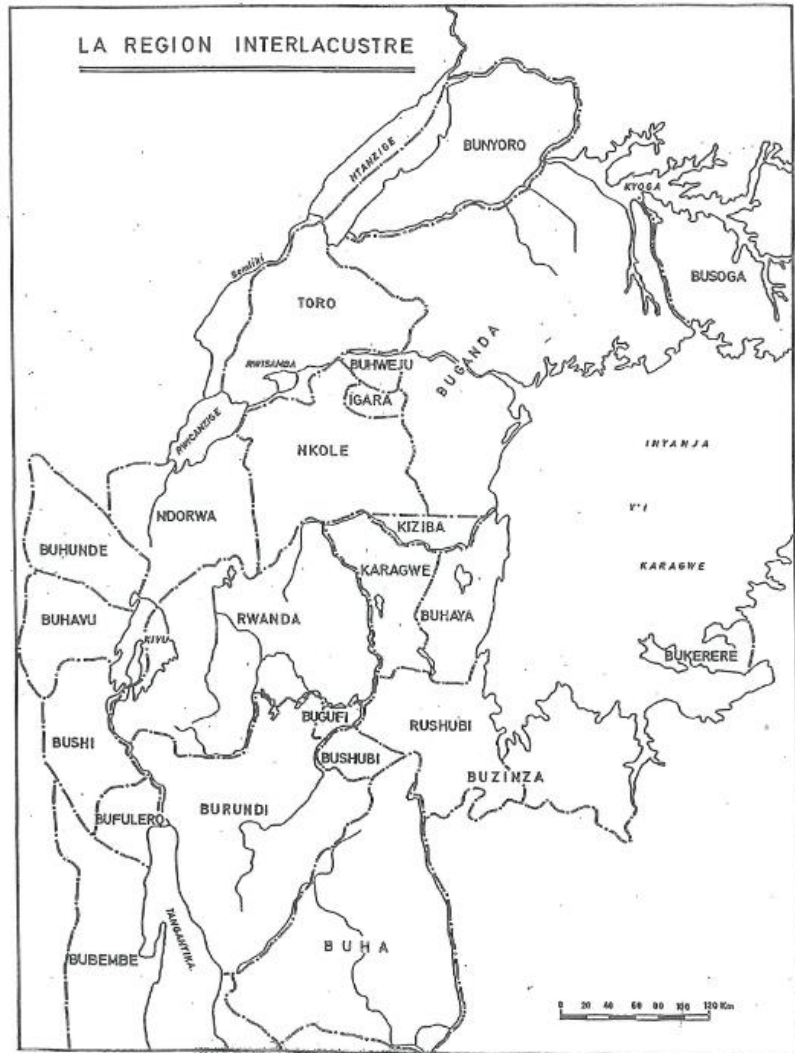 LA REGION INTERLACUSTRE
NTANZIGE
BUNYORO
KYOGA
BUSOGA
Semliki
TORO
RWISAMBA
BUHWEJU
BUGANDA
IGARA
RWICANZIGE
NKOLE
INYANJA
Y'I
KARAGWE
NDORWA
KIZIBA
BUHUNDE
KARAGWE
BUHAVU
RWANDA
BUHAYA
KIVU
BUKERERE
BUGUFI
RUSHUBI
BUSHI
BUSHUBI
BUZINZA
BURUNDI
BUFULERO
TANGANYIKA
BUHA
BUBEMBE
0 20 40 60 80 100 120 Km